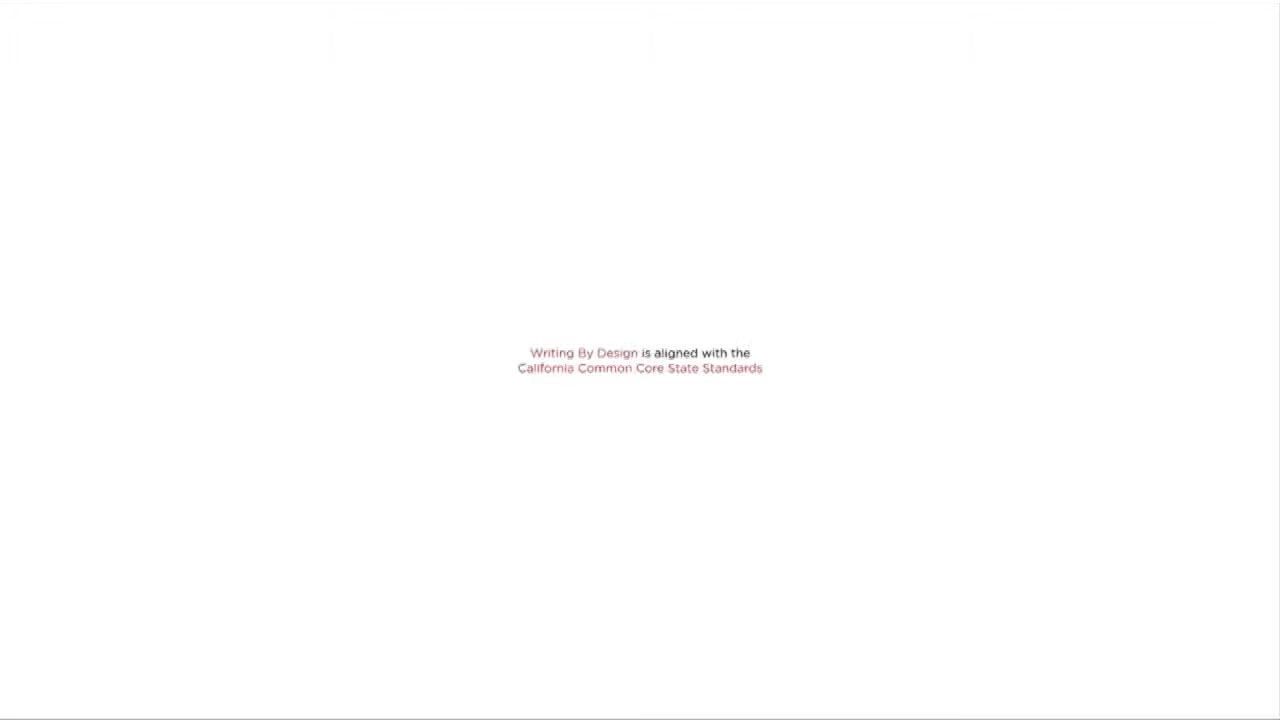 Writing By Design is aligned with the
California Common Core State Standards